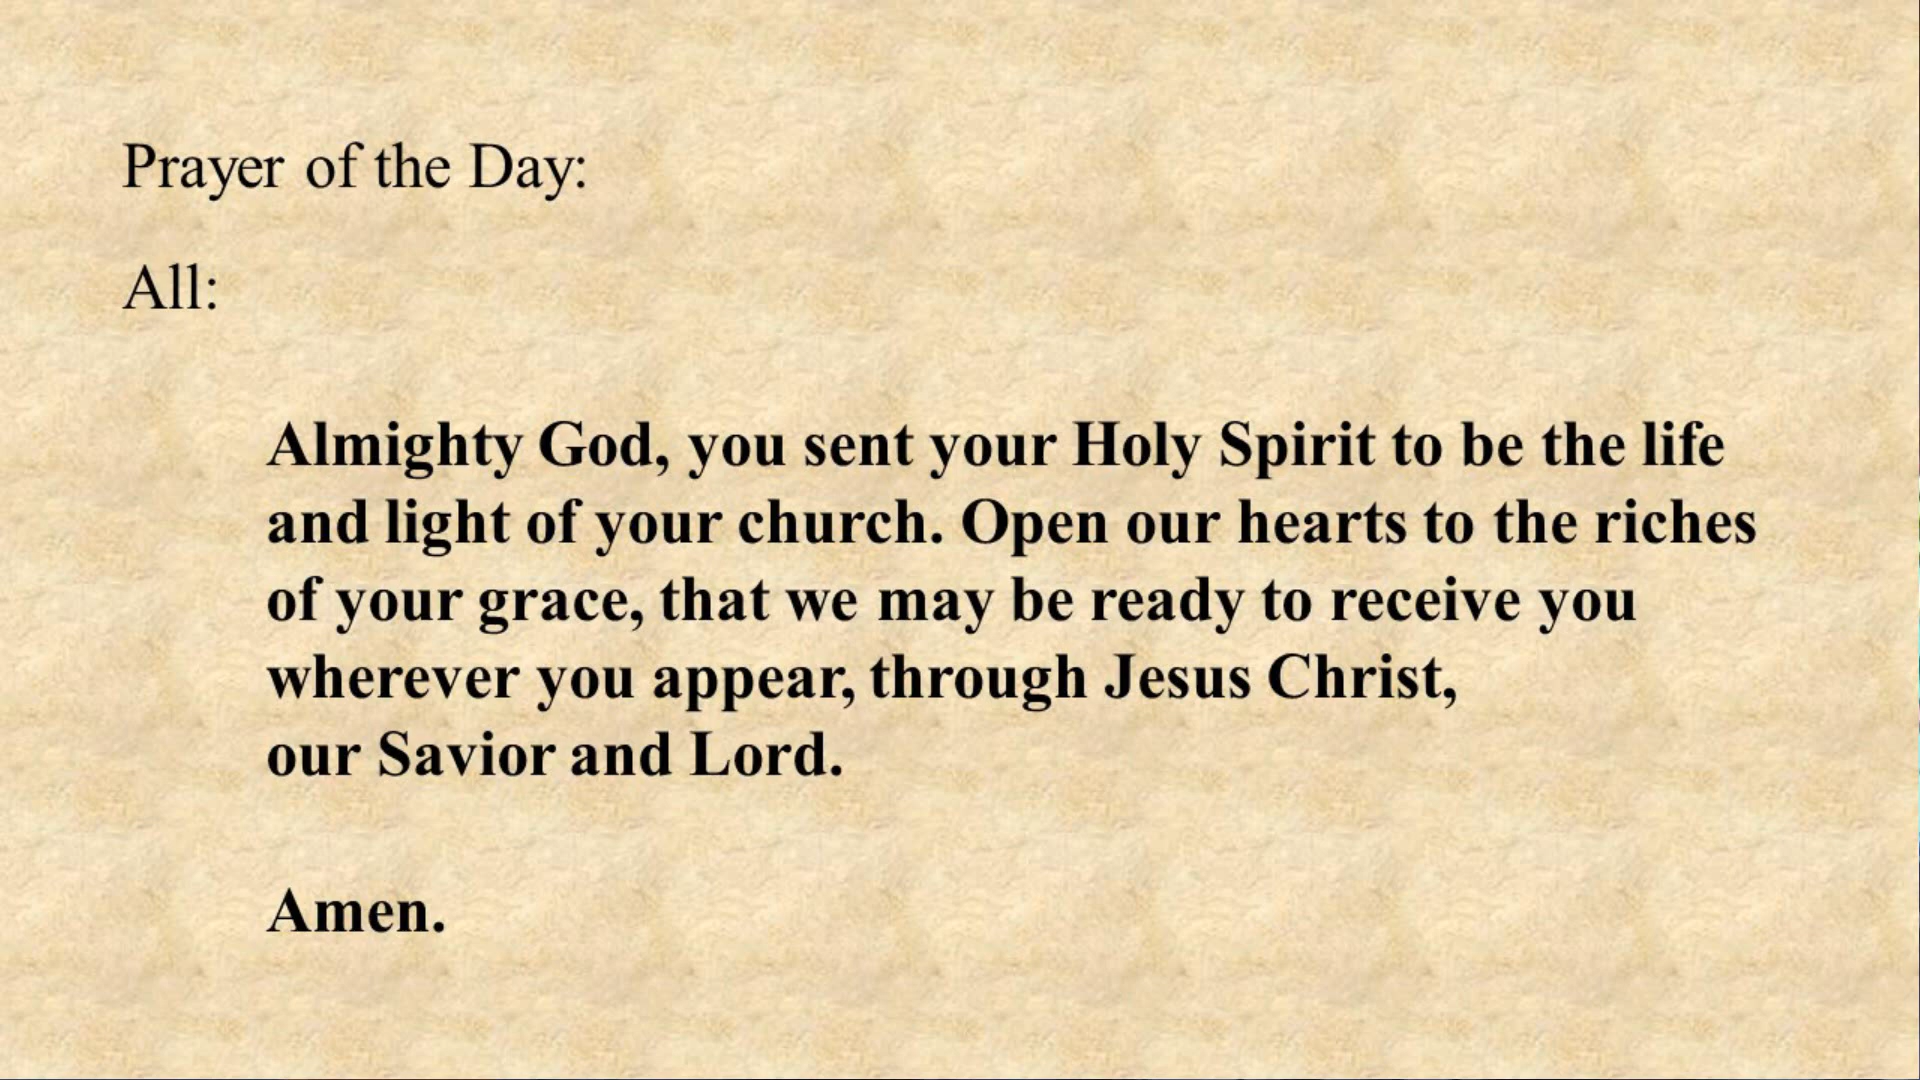 Prayer of the Day:
All:
Almighty God, you sent your Holy Spirit to be the life
and light of your church. Open our hearts to the riches
of your grace, that we may be ready to receive you
wherever you appear, through Jesus Christ,
our Savior and Lord.
Amen.